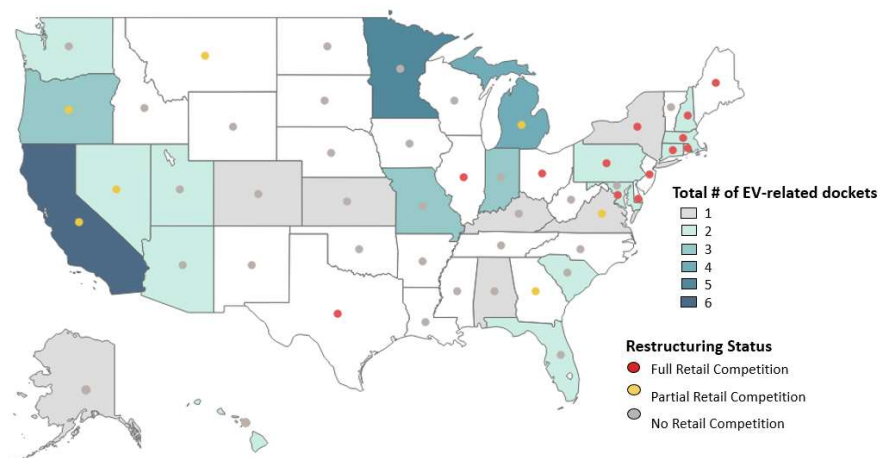 Total # of EV-related dockets
1
2
3
4
5
6
Restructuring Status
Full Retail Competition
Partial Retail Competition
No Retail Competition